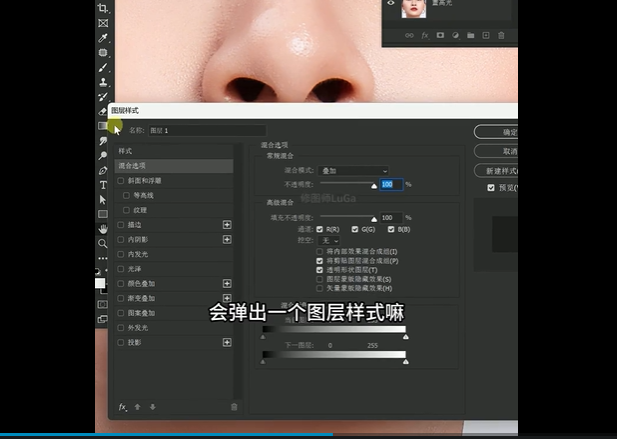 置高光
fx
图层样式
名称: 图层 1
确定
取消
新建样式(
预览(V
样式
混合选项
斜面和浮雕
等高线
纹理
描边
内阴影
内发光
光泽
颜色叠加
渐变叠加
图案叠加
外发光
投影
fx
混合选项
常规混合
混合模式: 叠加
不透明度: 100 %
修图师LuGa
高级混合
填充不透明度: 100 %
通道: R(R) G(G) B(B)
挖空: 无
将内部效果混合成组(I)
将剪贴图层混合成组(P)
透明形状图层(T)
图层蒙版隐藏效果(S)
矢量蒙版隐藏效果(H)
会弹出一个图层样式嘛
下一图层: 0 255